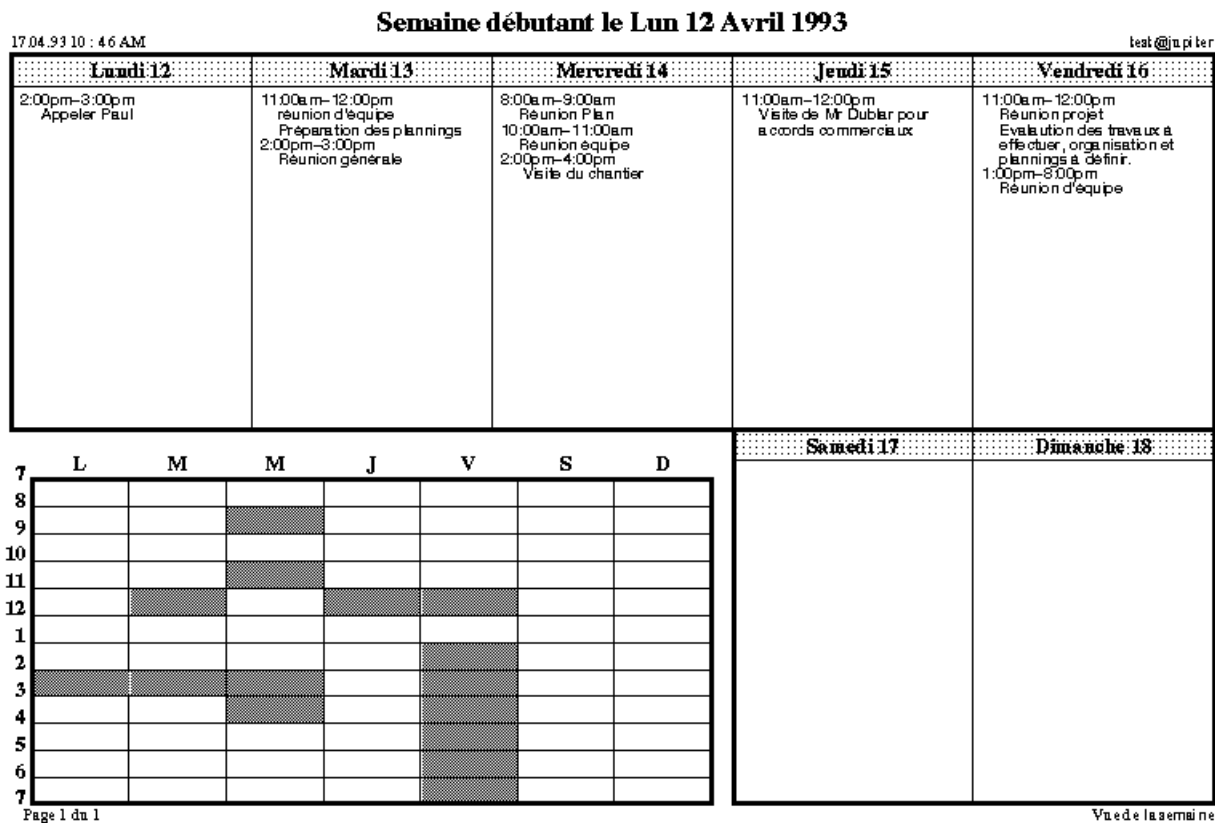 Semaine débutant le Lun 12 Avril 1993
17.04.93 10 : 46 AM
test@jupiter
Lundi 12
2:00pm–3:00pm
Appeler Paul
Mardi 13
11:00am–12:00pm
réunion d'équipe
Préparation des plannings
2:00pm–3:00pm
Réunion générale
Mercredi 14
8:00am–9:00am
Réunion Plan
10:00am–11:00am
Réunion équipe
2:00pm–4:00pm
Visite du chantier
Jeudi 15
11:00am–12:00pm
Visite de Mr Dublar pour
accords commerciaux
Vendredi 16
11:00am–12:00pm
Réunion projet
Evalaution des travaux à
effectuer, organisation et
plannings à définir.
1:00pm–8:00pm
Réunion d'équipe
Samedi 17
Dimanche 18
L M M J V S D
7
8
9
10
11
12
1
2
3
4
5
6
7
Page 1 du 1
Vue de la semaine